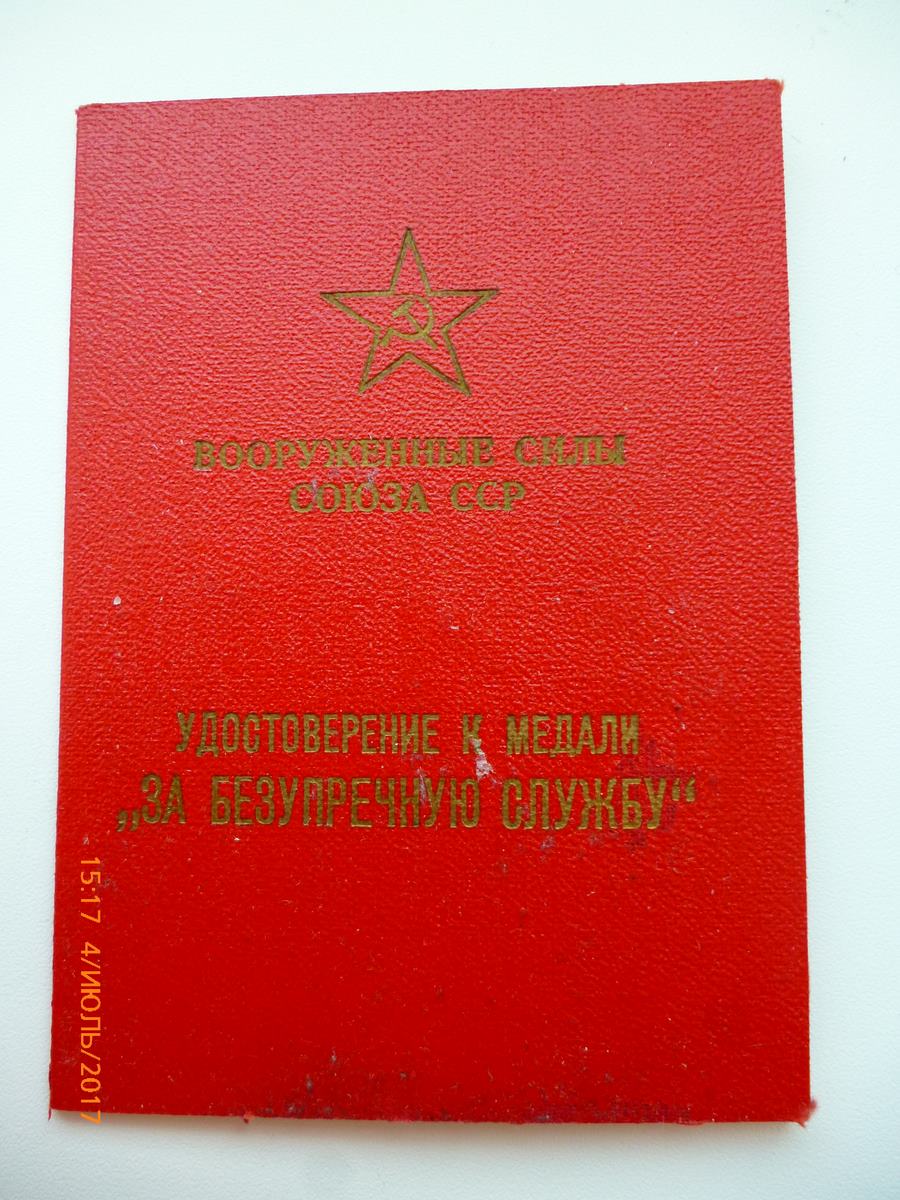 ВООРУЖЕННЫЕ СИЛЫ
СОЮЗА ССР
УДОСТОВЕРЕНИЕ К МЕДАЛИ
„ЗА БЕЗУПРЕЧНУЮ СЛУЖБУ“
15:17 4/ИЮЛЬ/2017